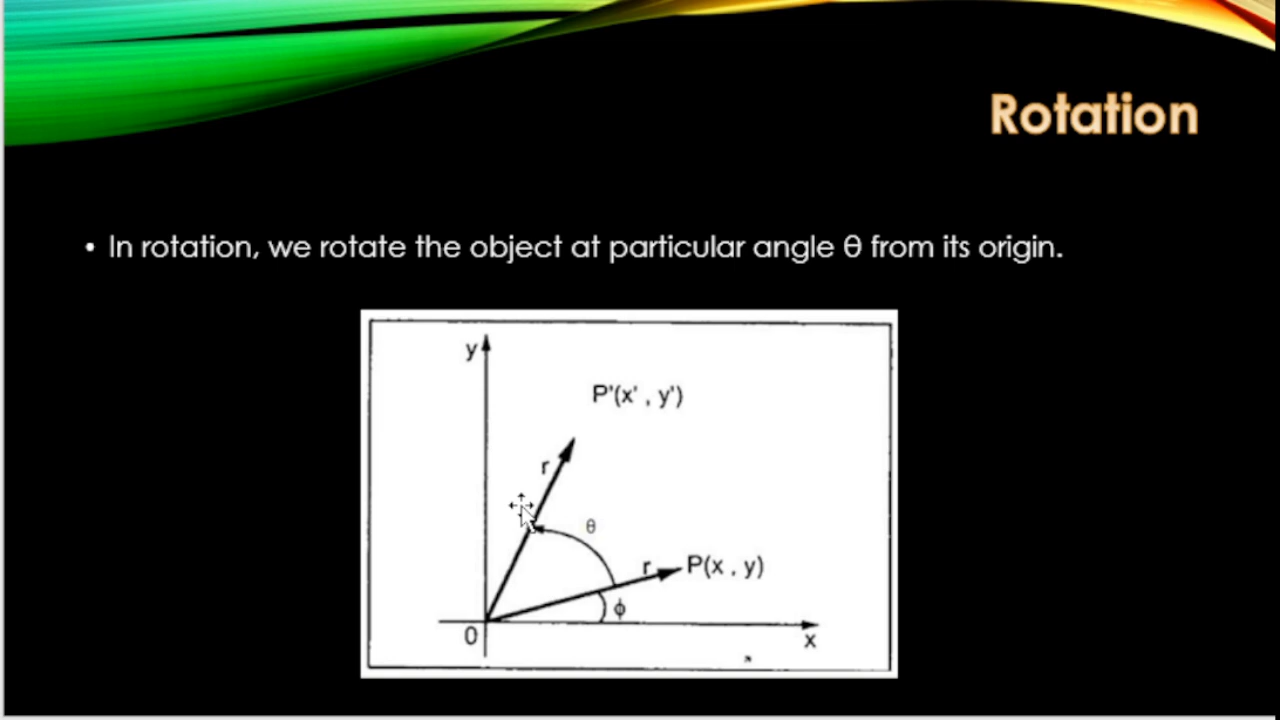 Rotation
• In rotation, we rotate the object at particular angle θ from its origin.
y
P'(x' , y')
r
θ
r
P(x , y)
ϕ
0
x